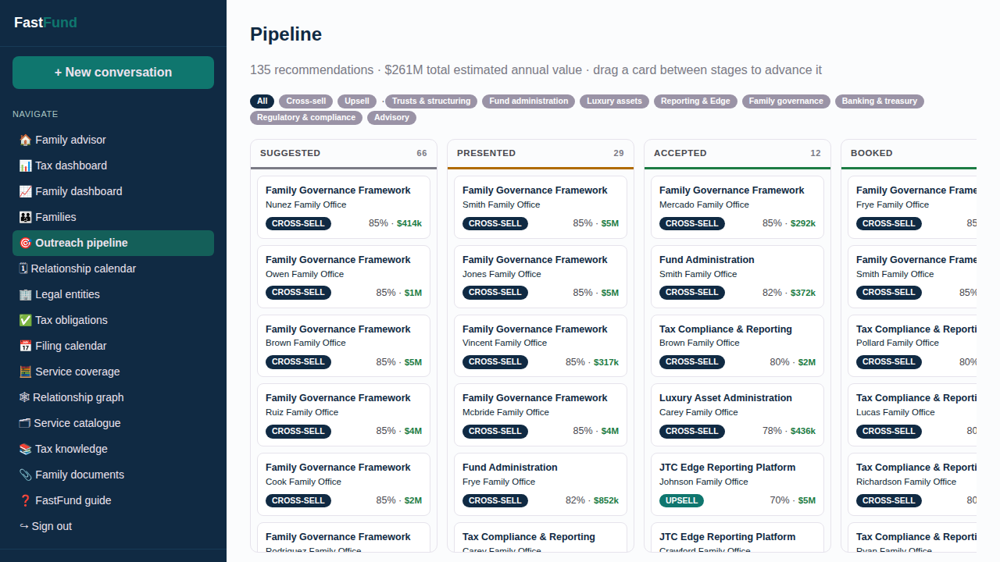 FastFund
+ New conversation
NAVIGATE
Family advisor
Tax dashboard
Family dashboard
Families
Outreach pipeline
Relationship calendar
Legal entities
Tax obligations
Filing calendar
Service coverage
Relationship graph
Service catalogue
Tax knowledge
Family documents
FastFund guide
Sign out
Pipeline
135 recommendations · $261M total estimated annual value · drag a card between stages to advance it
All Cross-sell Upsell · Trusts & structuring Fund administration Luxury assets Reporting & Edge Family governance Banking & treasury
Regulatory & compliance Advisory
SUGGESTED 66
Family Governance Framework
Nunez Family Office
CROSS-SELL 85% · $414k
Family Governance Framework
Owen Family Office
CROSS-SELL 85% · $1M
Family Governance Framework
Brown Family Office
CROSS-SELL 85% · $5M
Family Governance Framework
Ruiz Family Office
CROSS-SELL 85% · $4M
Family Governance Framework
Cook Family Office
CROSS-SELL 85% · $2M
Family Governance Framework
Rodriguez Family Office
PRESENTED 29
Family Governance Framework
Smith Family Office
CROSS-SELL 85% · $5M
Family Governance Framework
Jones Family Office
CROSS-SELL 85% · $5M
Family Governance Framework
Vincent Family Office
CROSS-SELL 85% · $317k
Family Governance Framework
Mcbride Family Office
CROSS-SELL 85% · $4M
Fund Administration
Frye Family Office
CROSS-SELL 82% · $852k
Tax Compliance & Reporting
Carey Family Office
ACCEPTED 12
Family Governance Framework
Mercado Family Office
CROSS-SELL 85% · $292k
Fund Administration
Smith Family Office
CROSS-SELL 82% · $372k
Tax Compliance & Reporting
Brown Family Office
CROSS-SELL 80% · $2M
Luxury Asset Administration
Carey Family Office
CROSS-SELL 78% · $436k
JTC Edge Reporting Platform
Johnson Family Office
UPSELL 70% · $5M
JTC Edge Reporting Platform
Crawford Family Office
BOOKED
Family Governance Frame
Frye Family Office
CROSS-SELL 85
Family Governance Frame
Smith Family Office
CROSS-SELL 85%
Tax Compliance & Reporti
Pollard Family Office
CROSS-SELL 80%
Tax Compliance & Reporti
Lucas Family Office
CROSS-SELL 80
Tax Compliance & Reporti
Richardson Family Office
CROSS-SELL 80
Tax Compliance & Reporti
Ryan Family Office